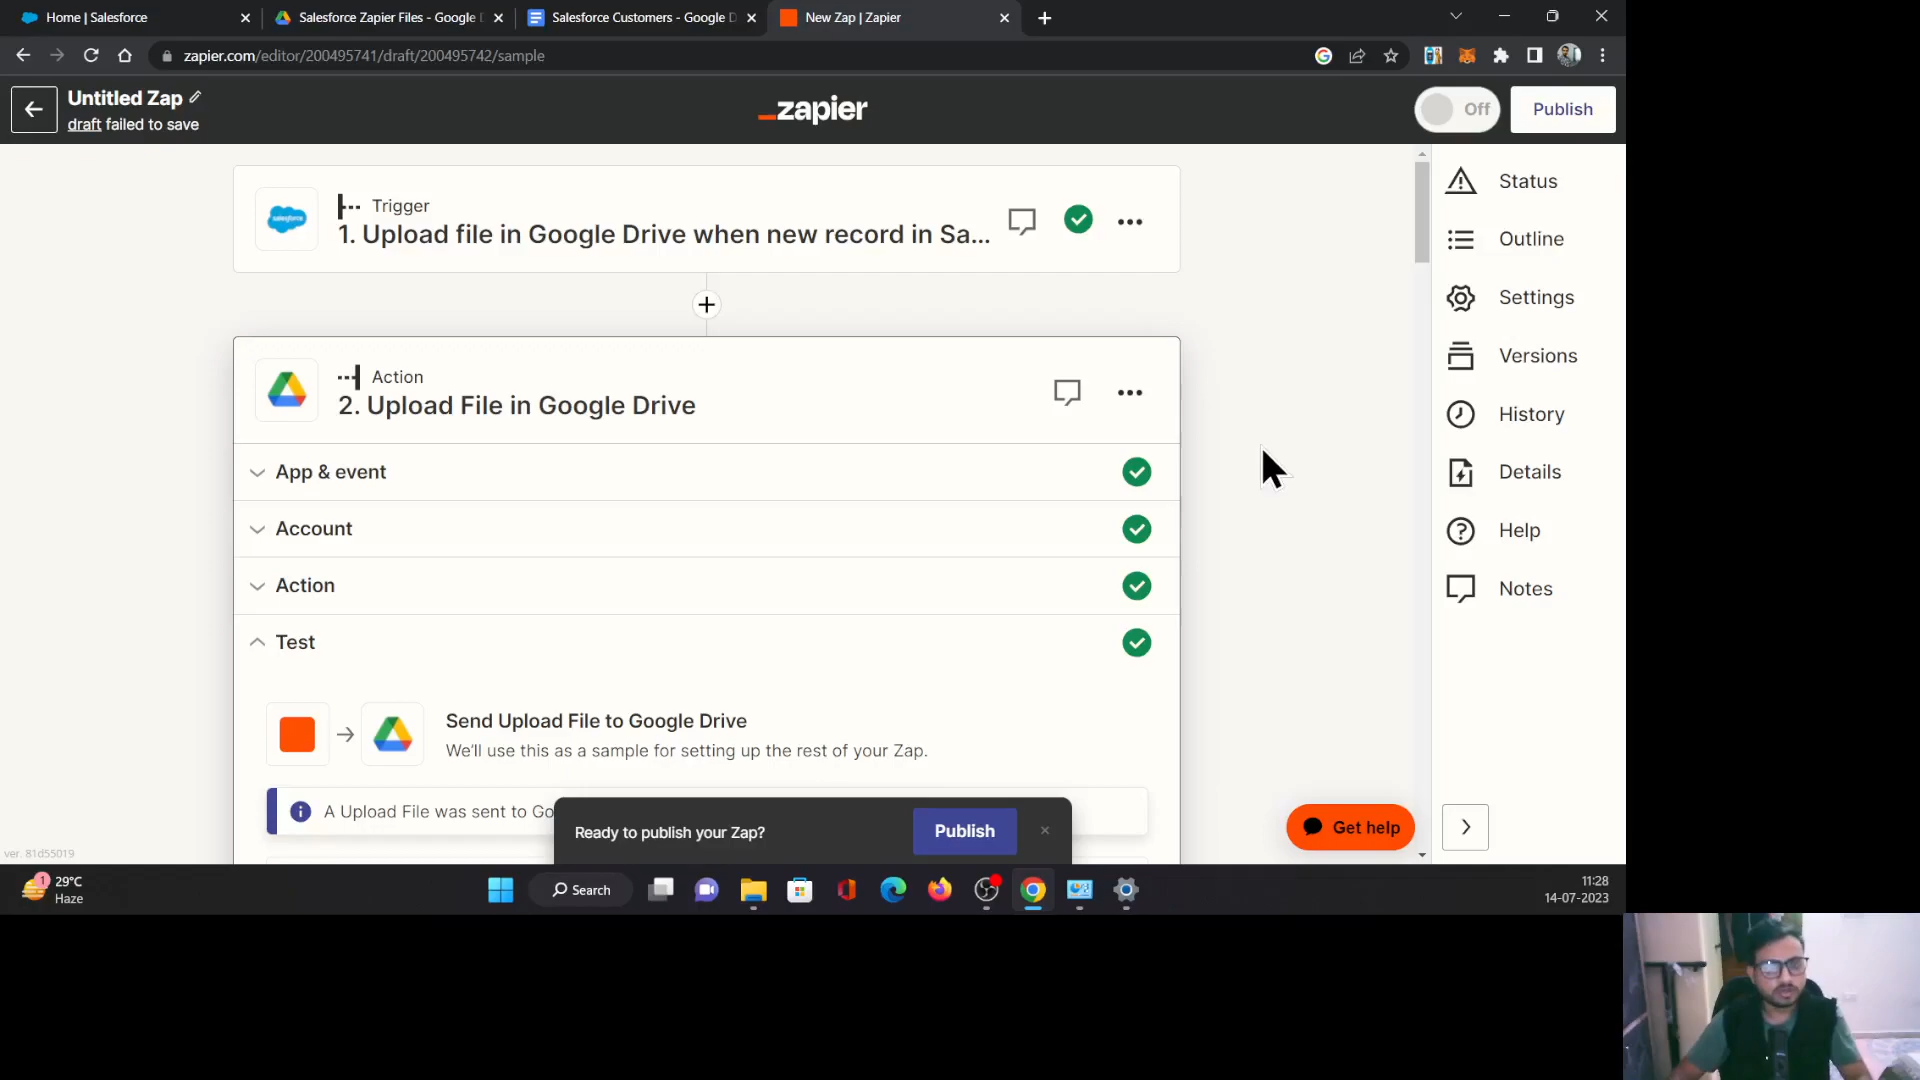 Home | Salesforce
Salesforce Zapier Files - Google D
Salesforce Customers - Google D
New Zap | Zapier
zapier.com/editor/200495741/draft/200495742/sample
Untitled Zap
draft failed to save
_zapier
Off
Publish
salesforce
Trigger
1. Upload file in Google Drive when new record in Sa...
Action
2. Upload File in Google Drive
App & event
Account
Action
Test
Send Upload File to Google Drive
We'll use this as a sample for setting up the rest of your Zap.
A Upload File was sent to Go
Ready to publish your Zap?
Publish
Status
Outline
Settings
Versions
History
Details
Help
Notes
Get help
ver. 81d55019
1
29°C
Haze
Search
11:28
14-07-2023